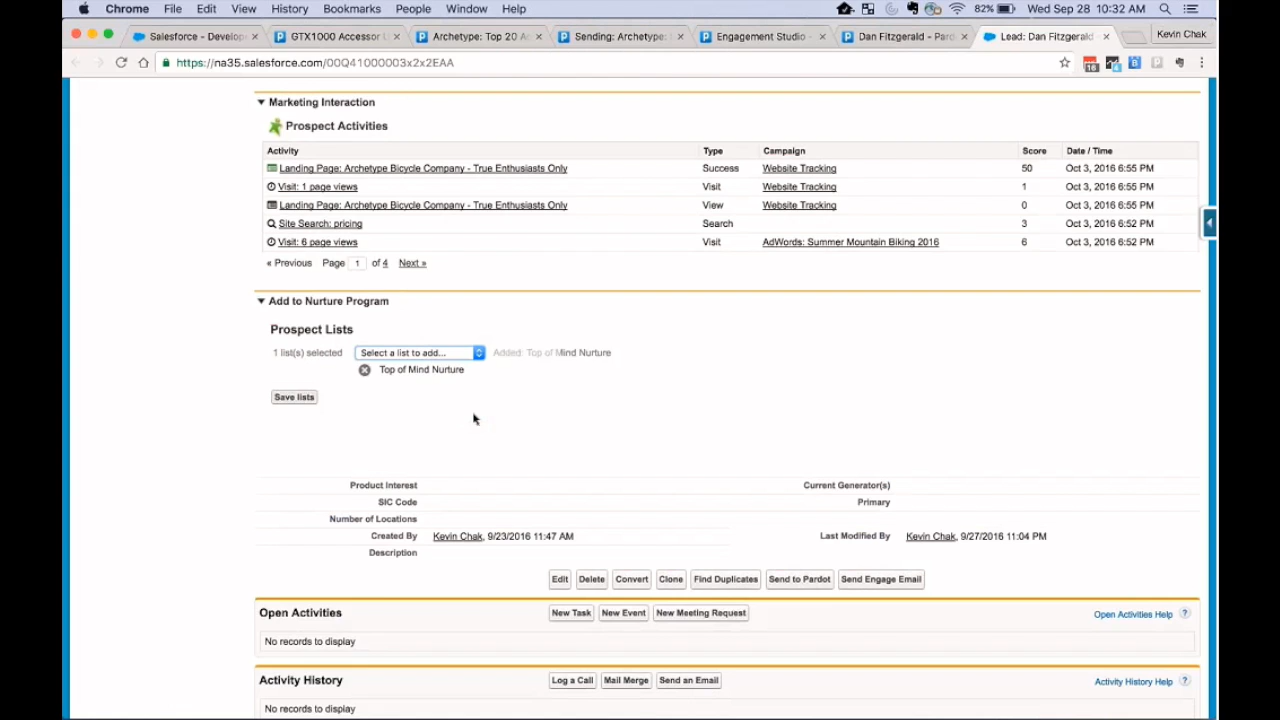 Chrome File Edit View History Bookmarks People Window Help 82% Wed Sep 28 10:32 AM
Salesforce - Develop × GTX1000 Accessor × Archetype: Top 20 × Sending: Archetype: × Engagement Studio - × Dan Fitzgerald - Pard × Lead: Dan Fitzgerald × Kevin Chak
https://na35.salesforce.com/00Q41000003x2x2EAA
Marketing Interaction
Prospect Activities
Activity Type Campaign Score Date / Time
Landing Page: Archetype Bicycle Company - True Enthusiasts Only Success Website Tracking 50 Oct 3, 2016 6:55 PM
Visit: 1 page views Visit Website Tracking 1 Oct 3, 2016 6:55 PM
Landing Page: Archetype Bicycle Company - True Enthusiasts Only View Website Tracking 0 Oct 3, 2016 6:55 PM
Site Search: pricing Search 3 Oct 3, 2016 6:52 PM
Visit: 6 page views Visit AdWords: Summer Mountain Biking 2016 6 Oct 3, 2016 6:52 PM
« Previous Page 1 of 4 Next »
Add to Nurture Program
Prospect Lists
1 list(s) selected Select a list to add... Added: Top of Mind Nurture
Top of Mind Nurture
Save lists
Product Interest Current Generator(s)
SIC Code Primary
Number of Locations
Created By Kevin Chak, 9/23/2016 11:47 AM Last Modified By Kevin Chak, 9/27/2016 11:04 PM
Description
Edit Delete Convert Clone Find Duplicates Send to Pardot Send Engage Email
Open Activities New Task New Event New Meeting Request Open Activities Help ?
No records to display
Activity History Log a Call Mail Merge Send an Email Activity History Help ?
No records to display